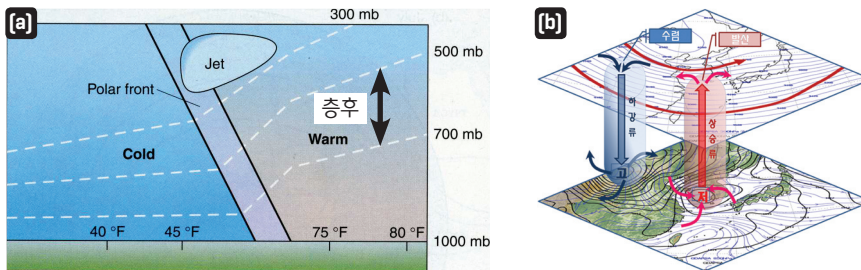 (a)
300 mb
500 mb
Jet
Polar front
층후
700 mb
Cold
Warm
40 °F
45 °F
75 °F
80 °F
1000 mb
(b)
수렴
발산
하강류
상승류
고
저